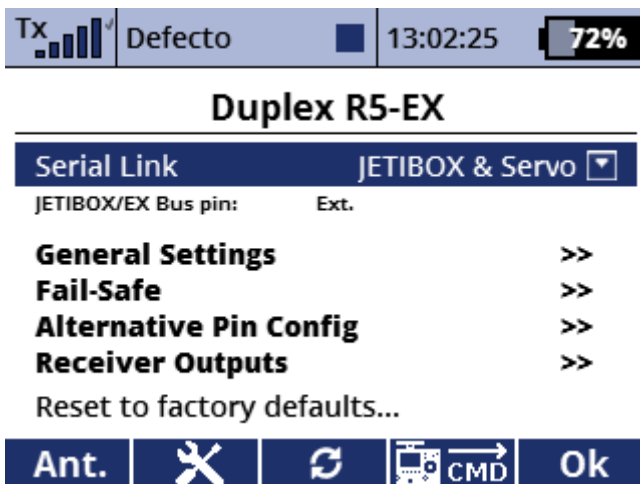 Tx Defecto 13:02:25 72%
Duplex R5-EX
Serial Link JETIBOX & Servo
JETIBOX/EX Bus pin: Ext.
General Settings >>
Fail-Safe >>
Alternative Pin Config >>
Receiver Outputs >>
Reset to factory defaults...
Ant. CMD Ok